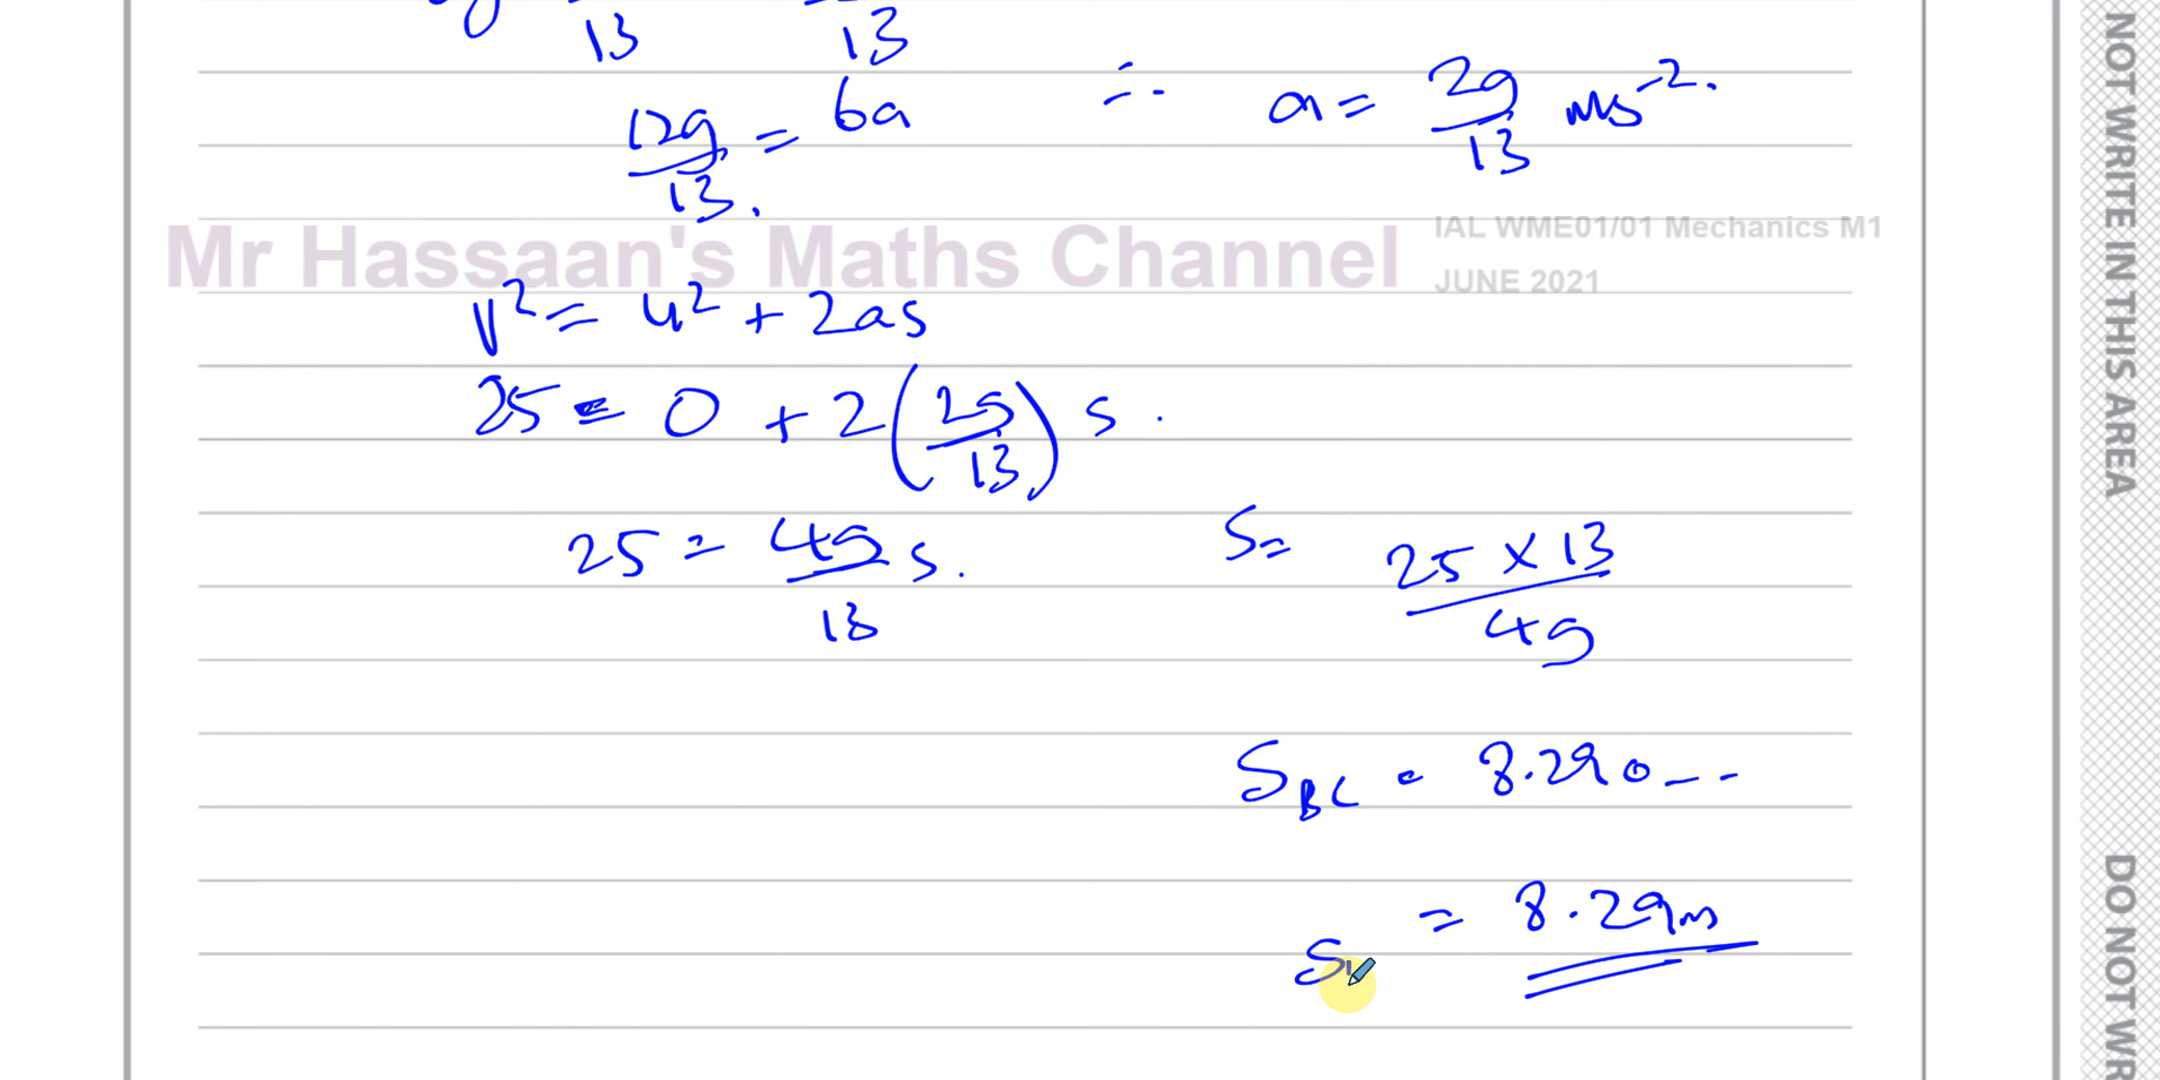 13 13
12g/13 = 6a ∴ a = 2g/13 ms⁻².
Mr Hassaan's Maths Channel
IAL WME01/01 Mechanics M1
JUNE 2021
v² = u² + 2as
25 = 0 + 2(2g/13) s.
25 = 4g/13 s. s = 25 × 13/4g
S_BC = 8.290--
= 8.29m
S
NOT WRITE IN THIS AREA
DO NOT WR